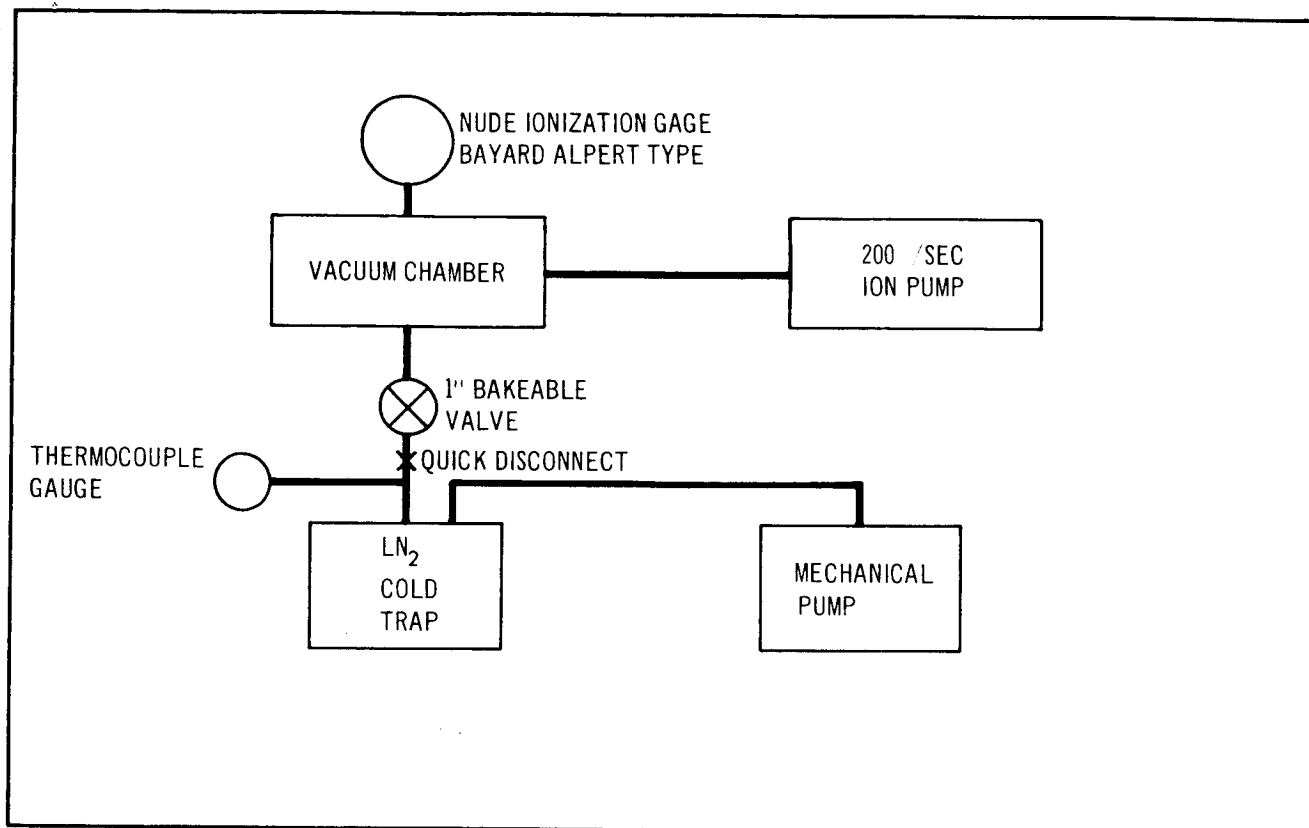 NUDE IONIZATION GAGE
BAYARD ALPERT TYPE
VACUUM CHAMBER
200 /SEC
ION PUMP
1" BAKEABLE
VALVE
QUICK DISCONNECT
THERMOCOUPLE
GAUGE
LN2
COLD
TRAP
MECHANICAL
PUMP